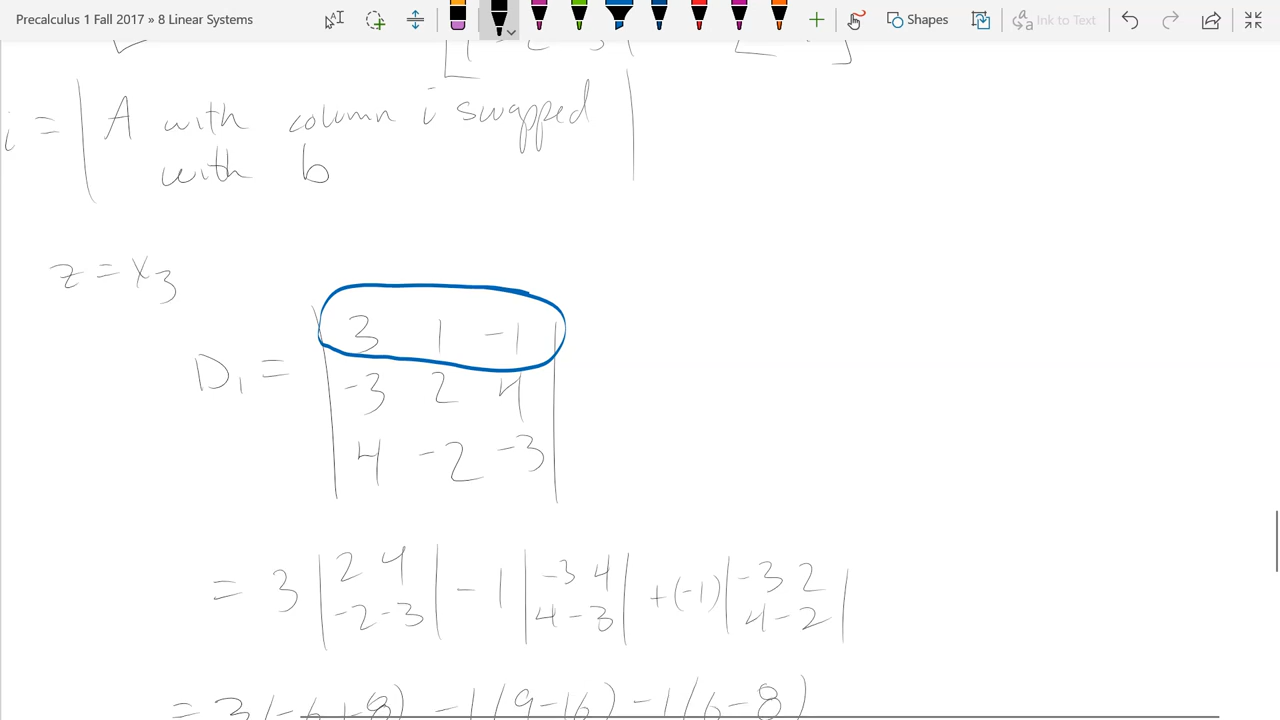 Precalculus 1 Fall 2017 » 8 Linear Systems
Shapes
Ink to Text
i = | A with column i swapped
with b |
z = x₃
D₁ = | 3 1 -1 |
| -3 2 4 |
| 4 -2 -3 |
= 3 | 2 4 | - 1 | -3 4 | + (-1) | -3 2 |
| -2 -3 | | 4 -3 | | 4 -2 |
= 3(-6+8) - 1(9-16) - 1(6-8)